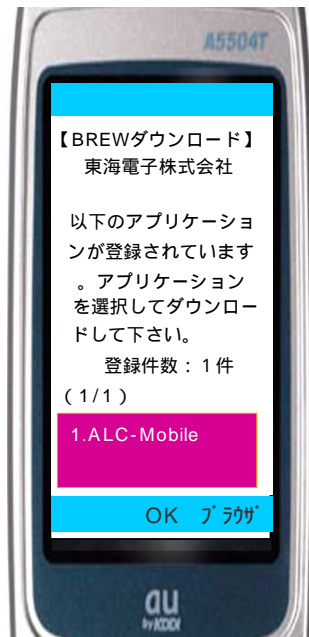 A5504T
【BREWダウンロード】
東海電子株式会社
以下のアプリケーショ
ンが登録されています
。アプリケーション
を選択してダウンロー
ドして下さい。
登録件数：1件
(1/1)
1.ALC-Mobile
OK ﾌﾞﾗｳｻﾞ
au
by KDDI